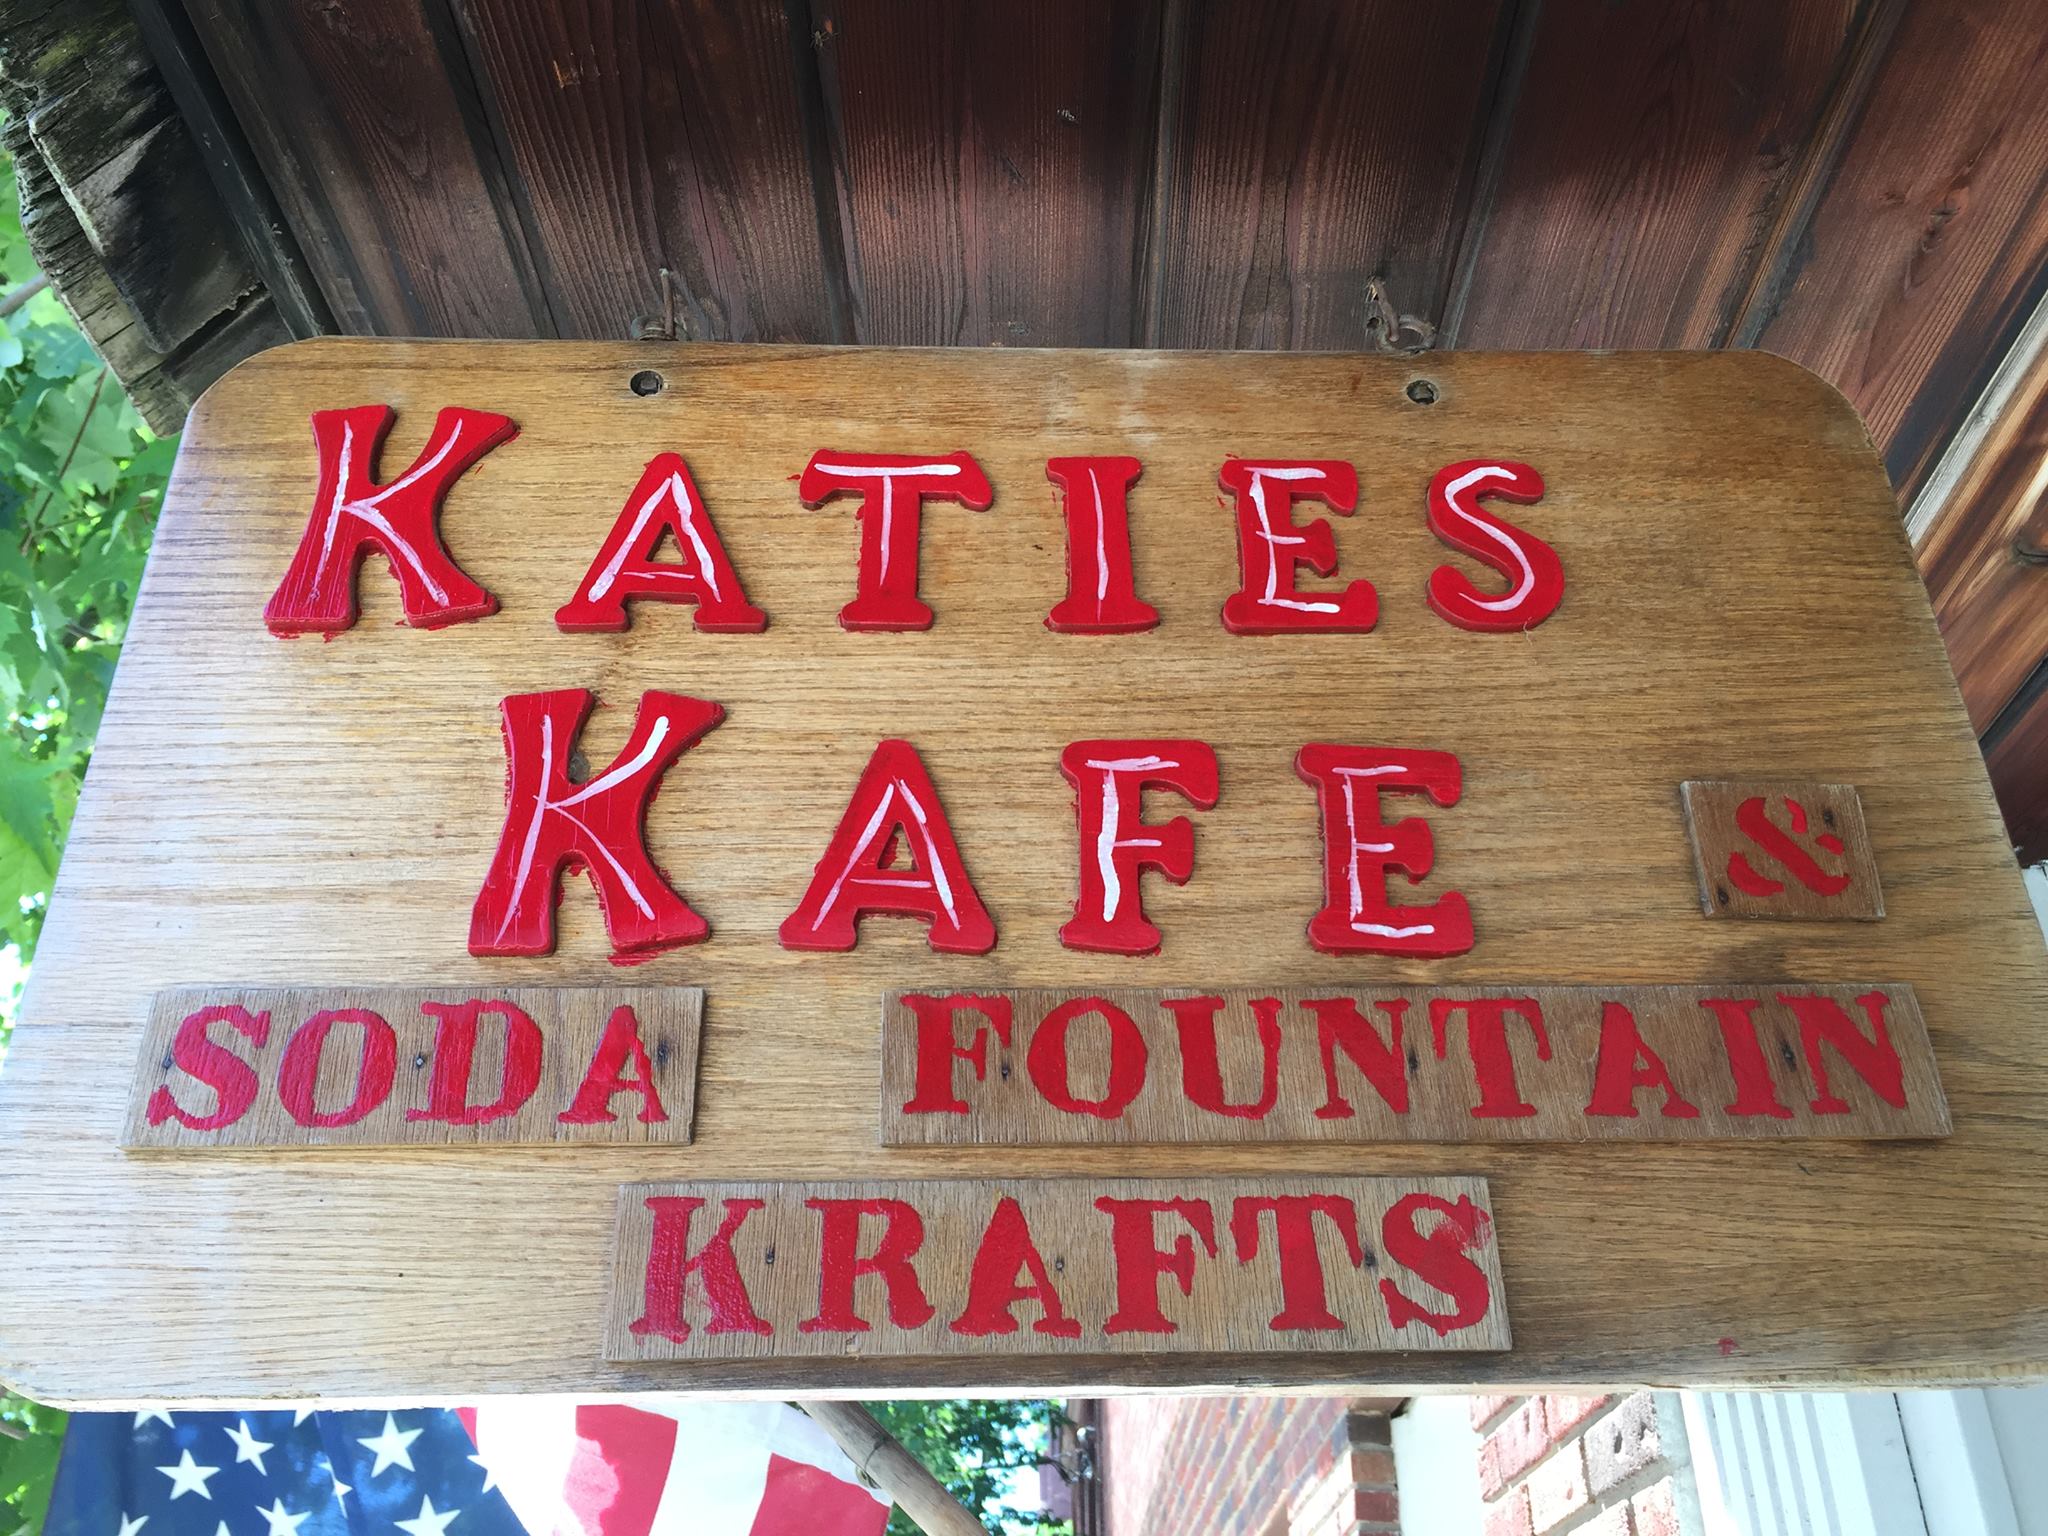 KATIES
KAFE &
SODA FOUNTAIN
KRAFTS